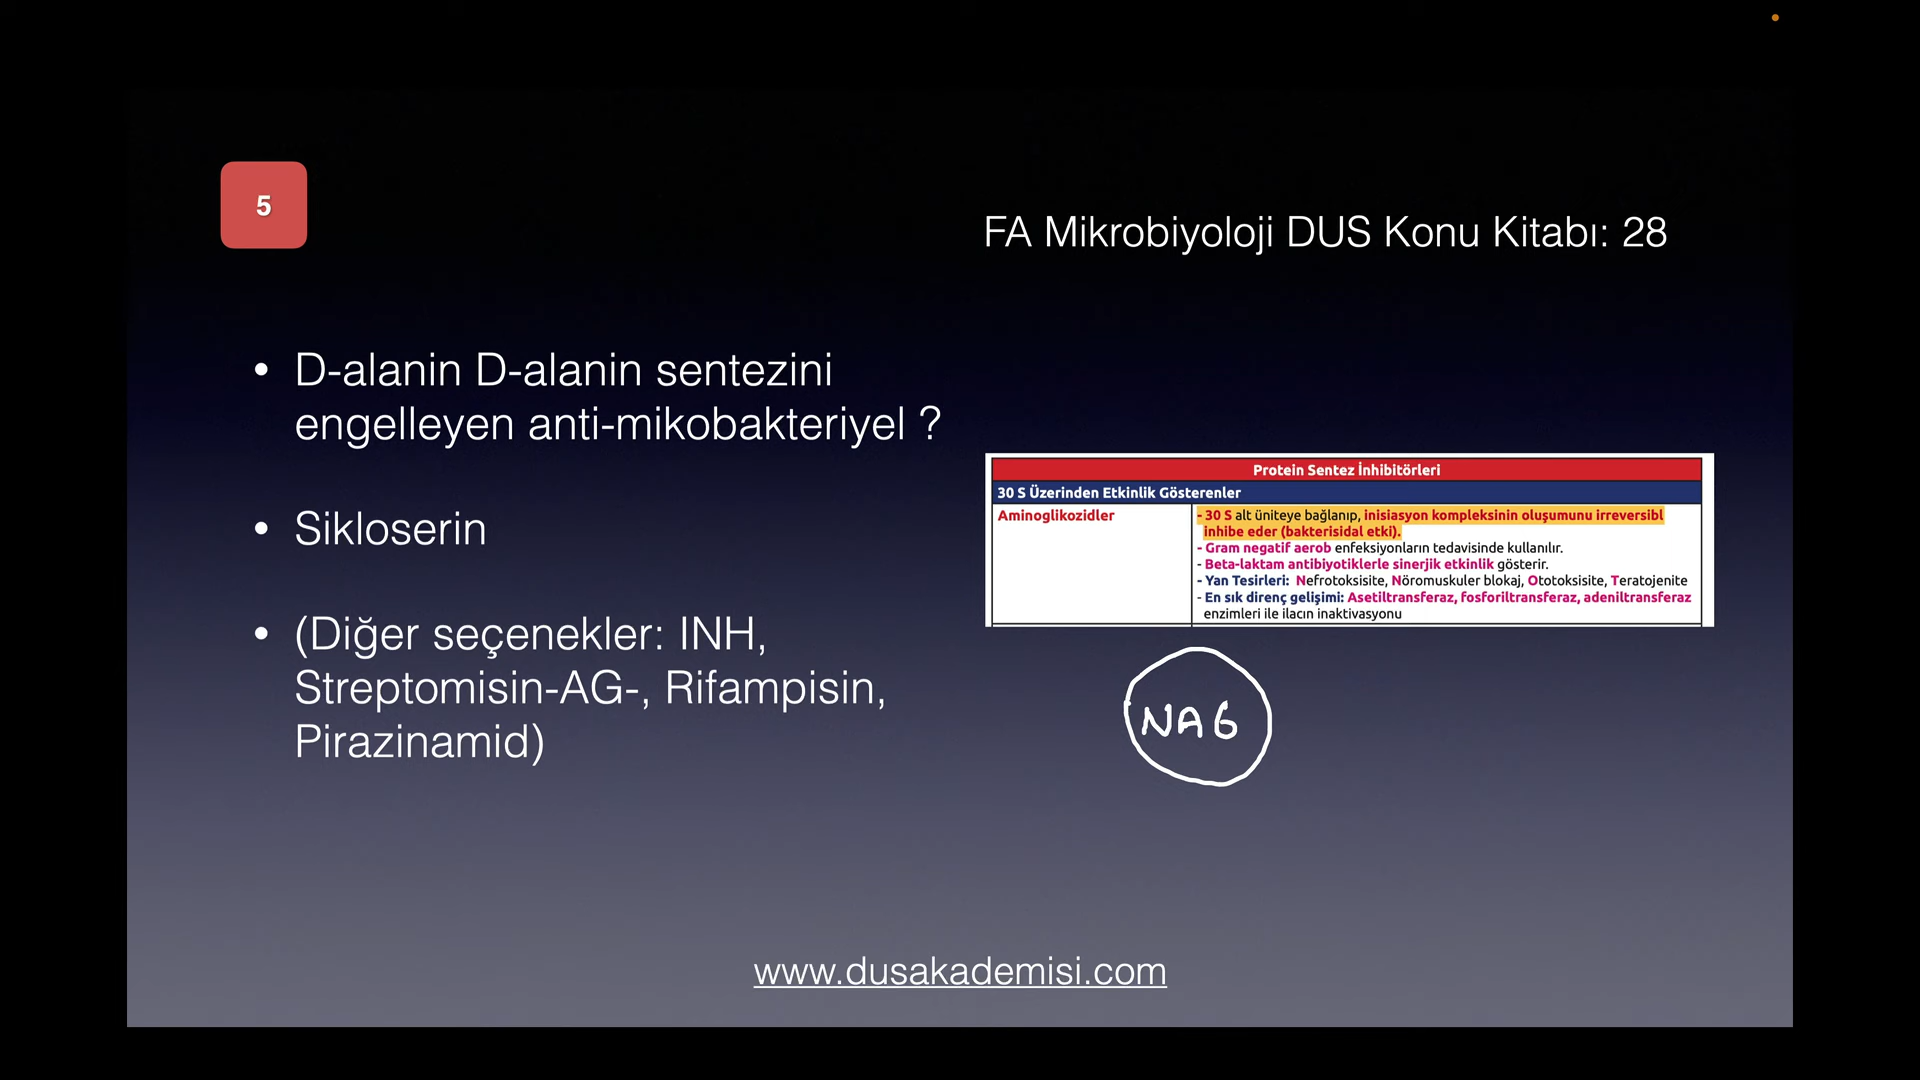 5
FA Mikrobiyoloji DUS Konu Kitabı: 28
• D-alanin D-alanin sentezini
engelleyen anti-mikobakteriyel ?
• Sikloserin
• (Diğer seçenekler: INH,
Streptomisin-AG-, Rifampisin,
Pirazinamid)
Protein Sentez İnhibitörleri
30 S Üzerinden Etkinlik Gösterenler
Aminoglikozidler
- 30 S alt üniteye bağlanıp, inisiasyon kompleksinin oluşumunu irreversibl
inhibe eder (bakterisidal etki).
- Gram negatif aerob enfeksiyonların tedavisinde kullanılır.
- Beta-laktam antibiyotiklerle sinerjik etkinlik gösterir.
- Yan Tesirleri: Nefrotoksisite, Nöromuskuler blokaj, Ototoksisite, Teratojenite
- En sık direnç gelişimi: Asetiltransferaz, fosforiltransferaz, adeniltransferaz
enzimleri ile ilacın inaktivasyonu
NAG
www.dusakademisi.com